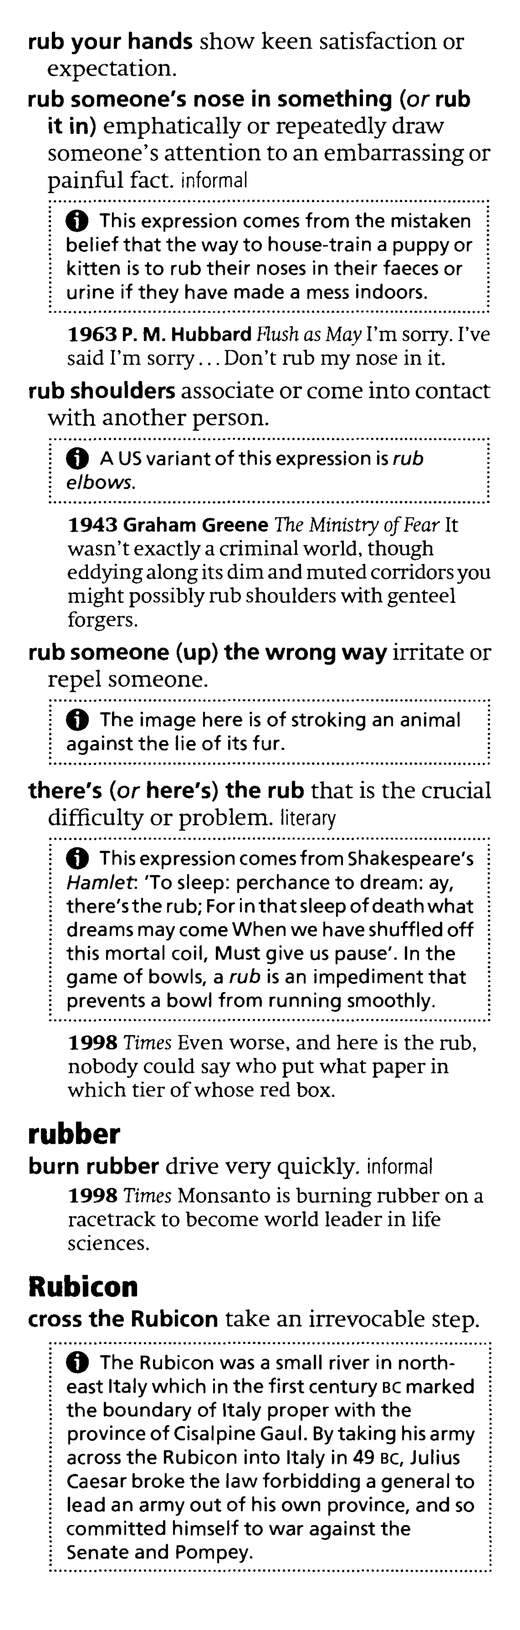 rub your hands show keen satisfaction or
expectation.
rub someone's nose in something (or rub
it in) emphatically or repeatedly draw
someone's attention to an embarrassing or
painful fact. informal
This expression comes from the mistaken
belief that the way to house-train a puppy or
kitten is to rub their noses in their faeces or
urine if they have made a mess indoors.
1963 P. M. Hubbard Flush as May I'm sorry. I've
said I'm sorry... Don't rub my nose in it.
rub shoulders associate or come into contact
with another person.
A US variant of this expression is rub
elbows.
1943 Graham Greene The Ministry of Fear It
wasn't exactly a criminal world, though
eddying along its dim and muted corridors you
might possibly rub shoulders with genteel
forgers.
rub someone (up) the wrong way irritate or
repel someone.
The image here is of stroking an animal
against the lie of its fur.
there's (or here's) the rub that is the crucial
difficulty or problem. literary
This expression comes from Shakespeare's
Hamlet: 'To sleep: perchance to dream: ay,
there's the rub; For in that sleep of death what
dreams may come When we have shuffled off
this mortal coil, Must give us pause'. In the
game of bowls, a rub is an impediment that
prevents a bowl from running smoothly.
1998 Times Even worse, and here is the rub,
nobody could say who put what paper in
which tier of whose red box.
rubber
burn rubber drive very quickly. informal
1998 Times Monsanto is burning rubber on a
racetrack to become world leader in life
sciences.
Rubicon
cross the Rubicon take an irrevocable step.
The Rubicon was a small river in north-
east Italy which in the first century BC marked
the boundary of Italy proper with the
province of Cisalpine Gaul. By taking his army
across the Rubicon into Italy in 49 BC, Julius
Caesar broke the law forbidding a general to
lead an army out of his own province, and so
committed himself to war against the
Senate and Pompey.